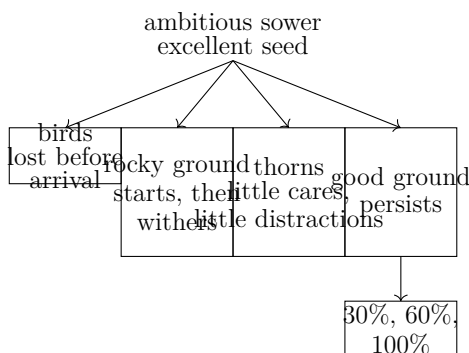 ambitious sower
excellent seed
birds
lost before
arrival
rocky ground
starts, then
withers
thorns
little cares,
little distractions
good ground
persists
30%, 60%,
100%